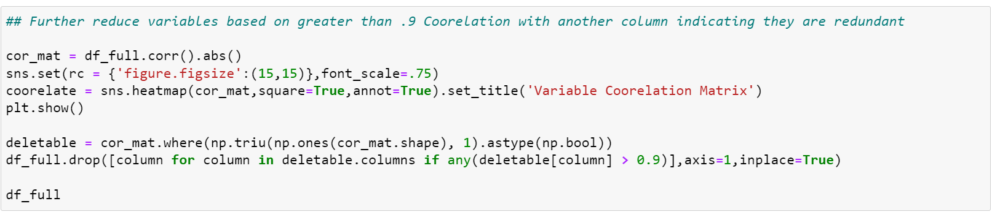 ## Further reduce variables based on greater than .9 Coorelation with another column indicating they are redundant
cor_mat = df_full.corr().abs()
sns.set(rc = {'figure.figsize':(15,15)},font_scale=.75)
coorelate = sns.heatmap(cor_mat,square=True,annot=True).set_title('Variable Coorelation Matrix')
plt.show()
deletable = cor_mat.where(np.triu(np.ones(cor_mat.shape), 1).astype(np.bool))
df_full.drop([column for column in deletable.columns if any(deletable[column] > 0.9)],axis=1,inplace=True)
df_full